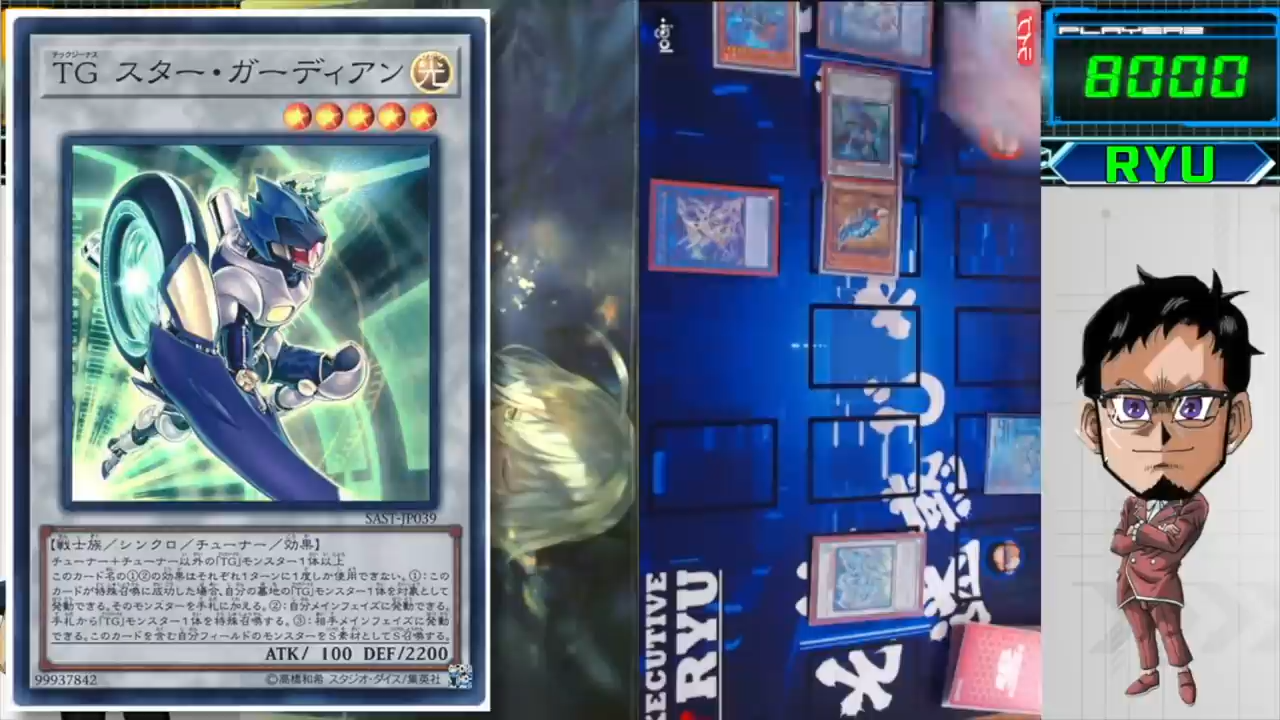 テックジーナス
TG スター・ガーディアン
光
SAST-JP039
【戦士族／シンクロ／チューナー／効果】
チューナー＋チューナー以外の「TG」モンスター1体以上
このカード名の①②の効果はそれぞれ1ターンに1度しか使用できない。①：この
カードが特殊召喚に成功した場合、自分の墓地の「TG」モンスター1体を対象として
発動できる。そのモンスターを手札に加える。②：自分メインフェイズに発動できる。
手札から「TG」モンスター1体を特殊召喚する。③：相手メインフェイズに発動
できる。このカードを含む自分フィールドのモンスターをS素材としてS召喚する。
ATK/ 100 DEF/2200
99937842
©高橋和希 スタジオ・ダイス/集英社
EXECUTIVE
RYU
PLAYER2
8000
RYU